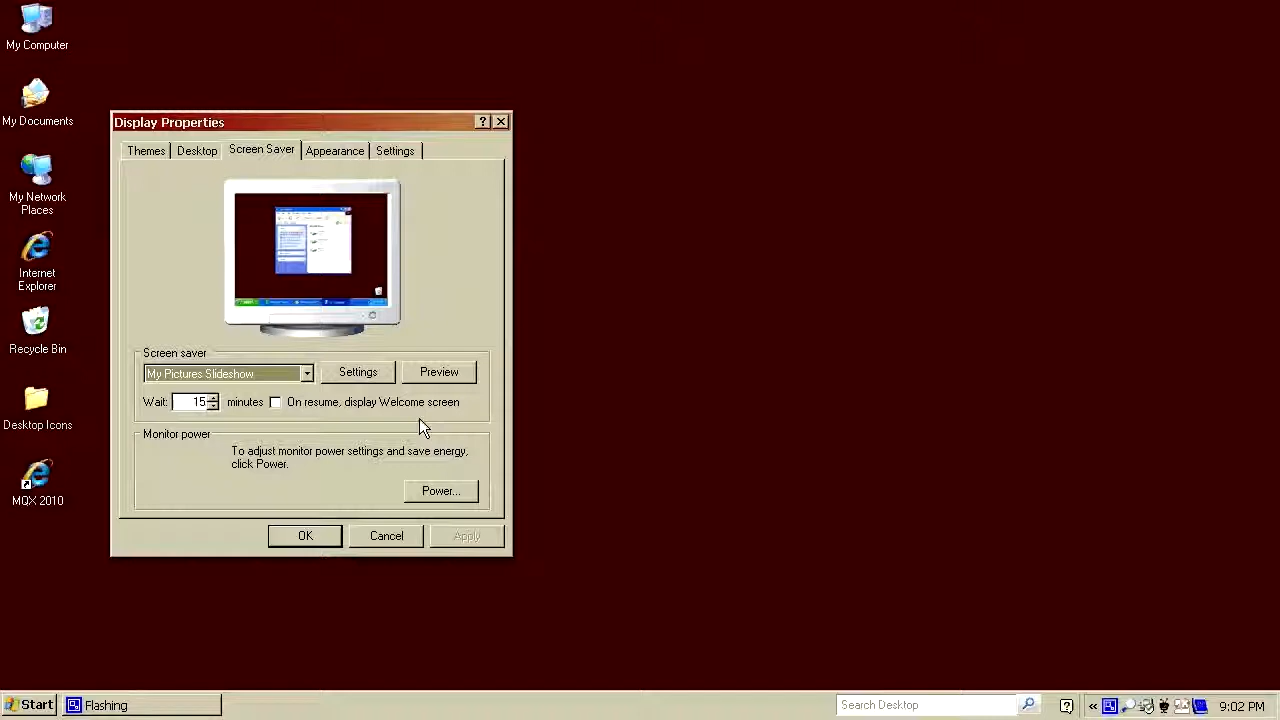 My Computer
My Documents
My Network
Places
Internet
Explorer
Recycle Bin
Desktop Icons
MQX 2010
Display Properties
Themes
Desktop
Screen Saver
Appearance
Settings
Screen saver
My Pictures Slideshow
Settings
Preview
Wait:
15
minutes
On resume, display Welcome screen
Monitor power
To adjust monitor power settings and save energy,
click Power.
Power...
OK
Cancel
Apply
Start
Flashing
Search Desktop
9:02 PM